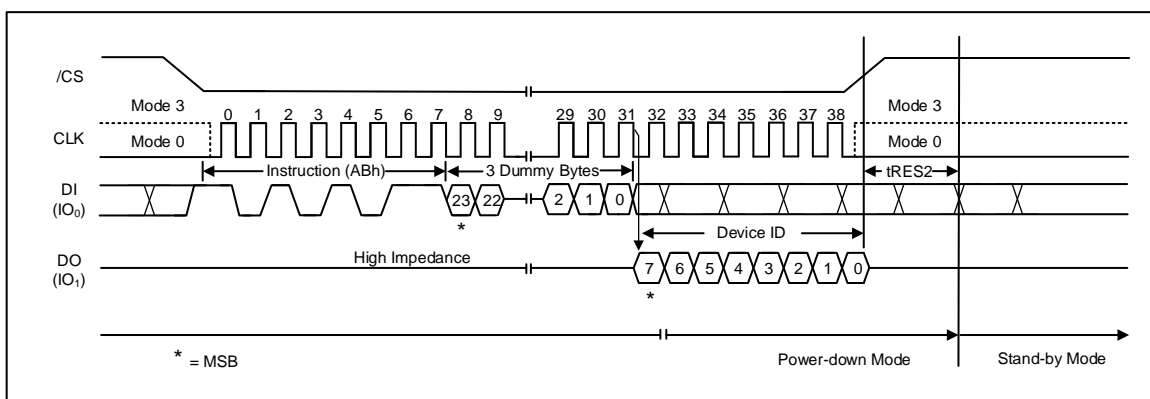 /CS
Mode 3
Mode 3
0 1 2 3 4 5 6 7 8 9 29 30 31 32 33 34 35 36 37 38
CLK
Mode 0
Mode 0
Instruction (ABh)
3 Dummy Bytes
tRES2
DI
(IO₀)
23 22 2 1 0
*
Device ID
DO
(IO₁)
High Impedance
7 6 5 4 3 2 1 0
*
* = MSB
Power-down Mode
Stand-by Mode